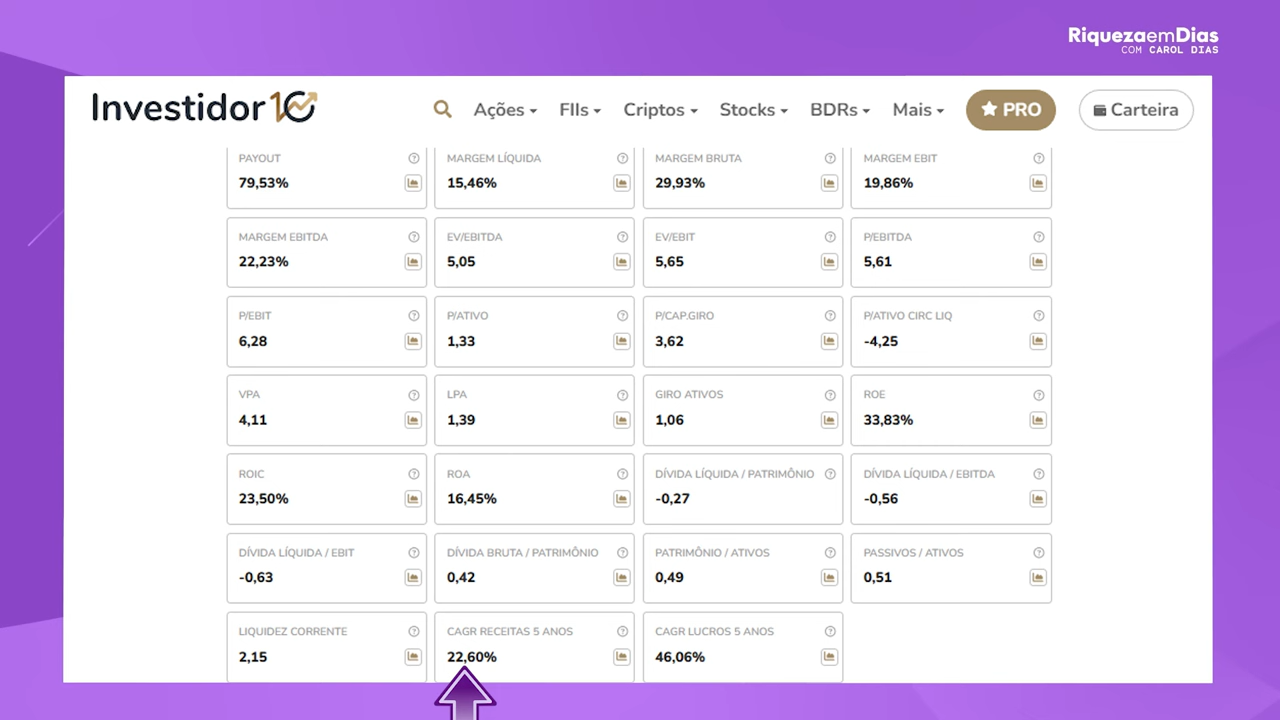 RiquezaemDias
COM CAROL DIAS
Investidor10
Ações FIIs Criptos Stocks BDRs Mais PRO Carteira
PAYOUT MARGEM LÍQUIDA MARGEM BRUTA MARGEM EBIT
79,53% 15,46% 29,93% 19,86%
MARGEM EBITDA EV/EBITDA EV/EBIT P/EBITDA
22,23% 5,05 5,65 5,61
P/EBIT P/ATIVO P/CAP.GIRO P/ATIVO CIRC LIQ
6,28 1,33 3,62 -4,25
VPA LPA GIRO ATIVOS ROE
4,11 1,39 1,06 33,83%
ROIC ROA DÍVIDA LÍQUIDA / PATRIMÔNIO DÍVIDA LÍQUIDA / EBITDA
23,50% 16,45% -0,27 -0,56
DÍVIDA LÍQUIDA / EBIT DÍVIDA BRUTA / PATRIMÔNIO PATRIMÔNIO / ATIVOS PASSIVOS / ATIVOS
-0,63 0,42 0,49 0,51
LIQUIDEZ CORRENTE CAGR RECEITAS 5 ANOS CAGR LUCROS 5 ANOS
2,15 22,60% 46,06%